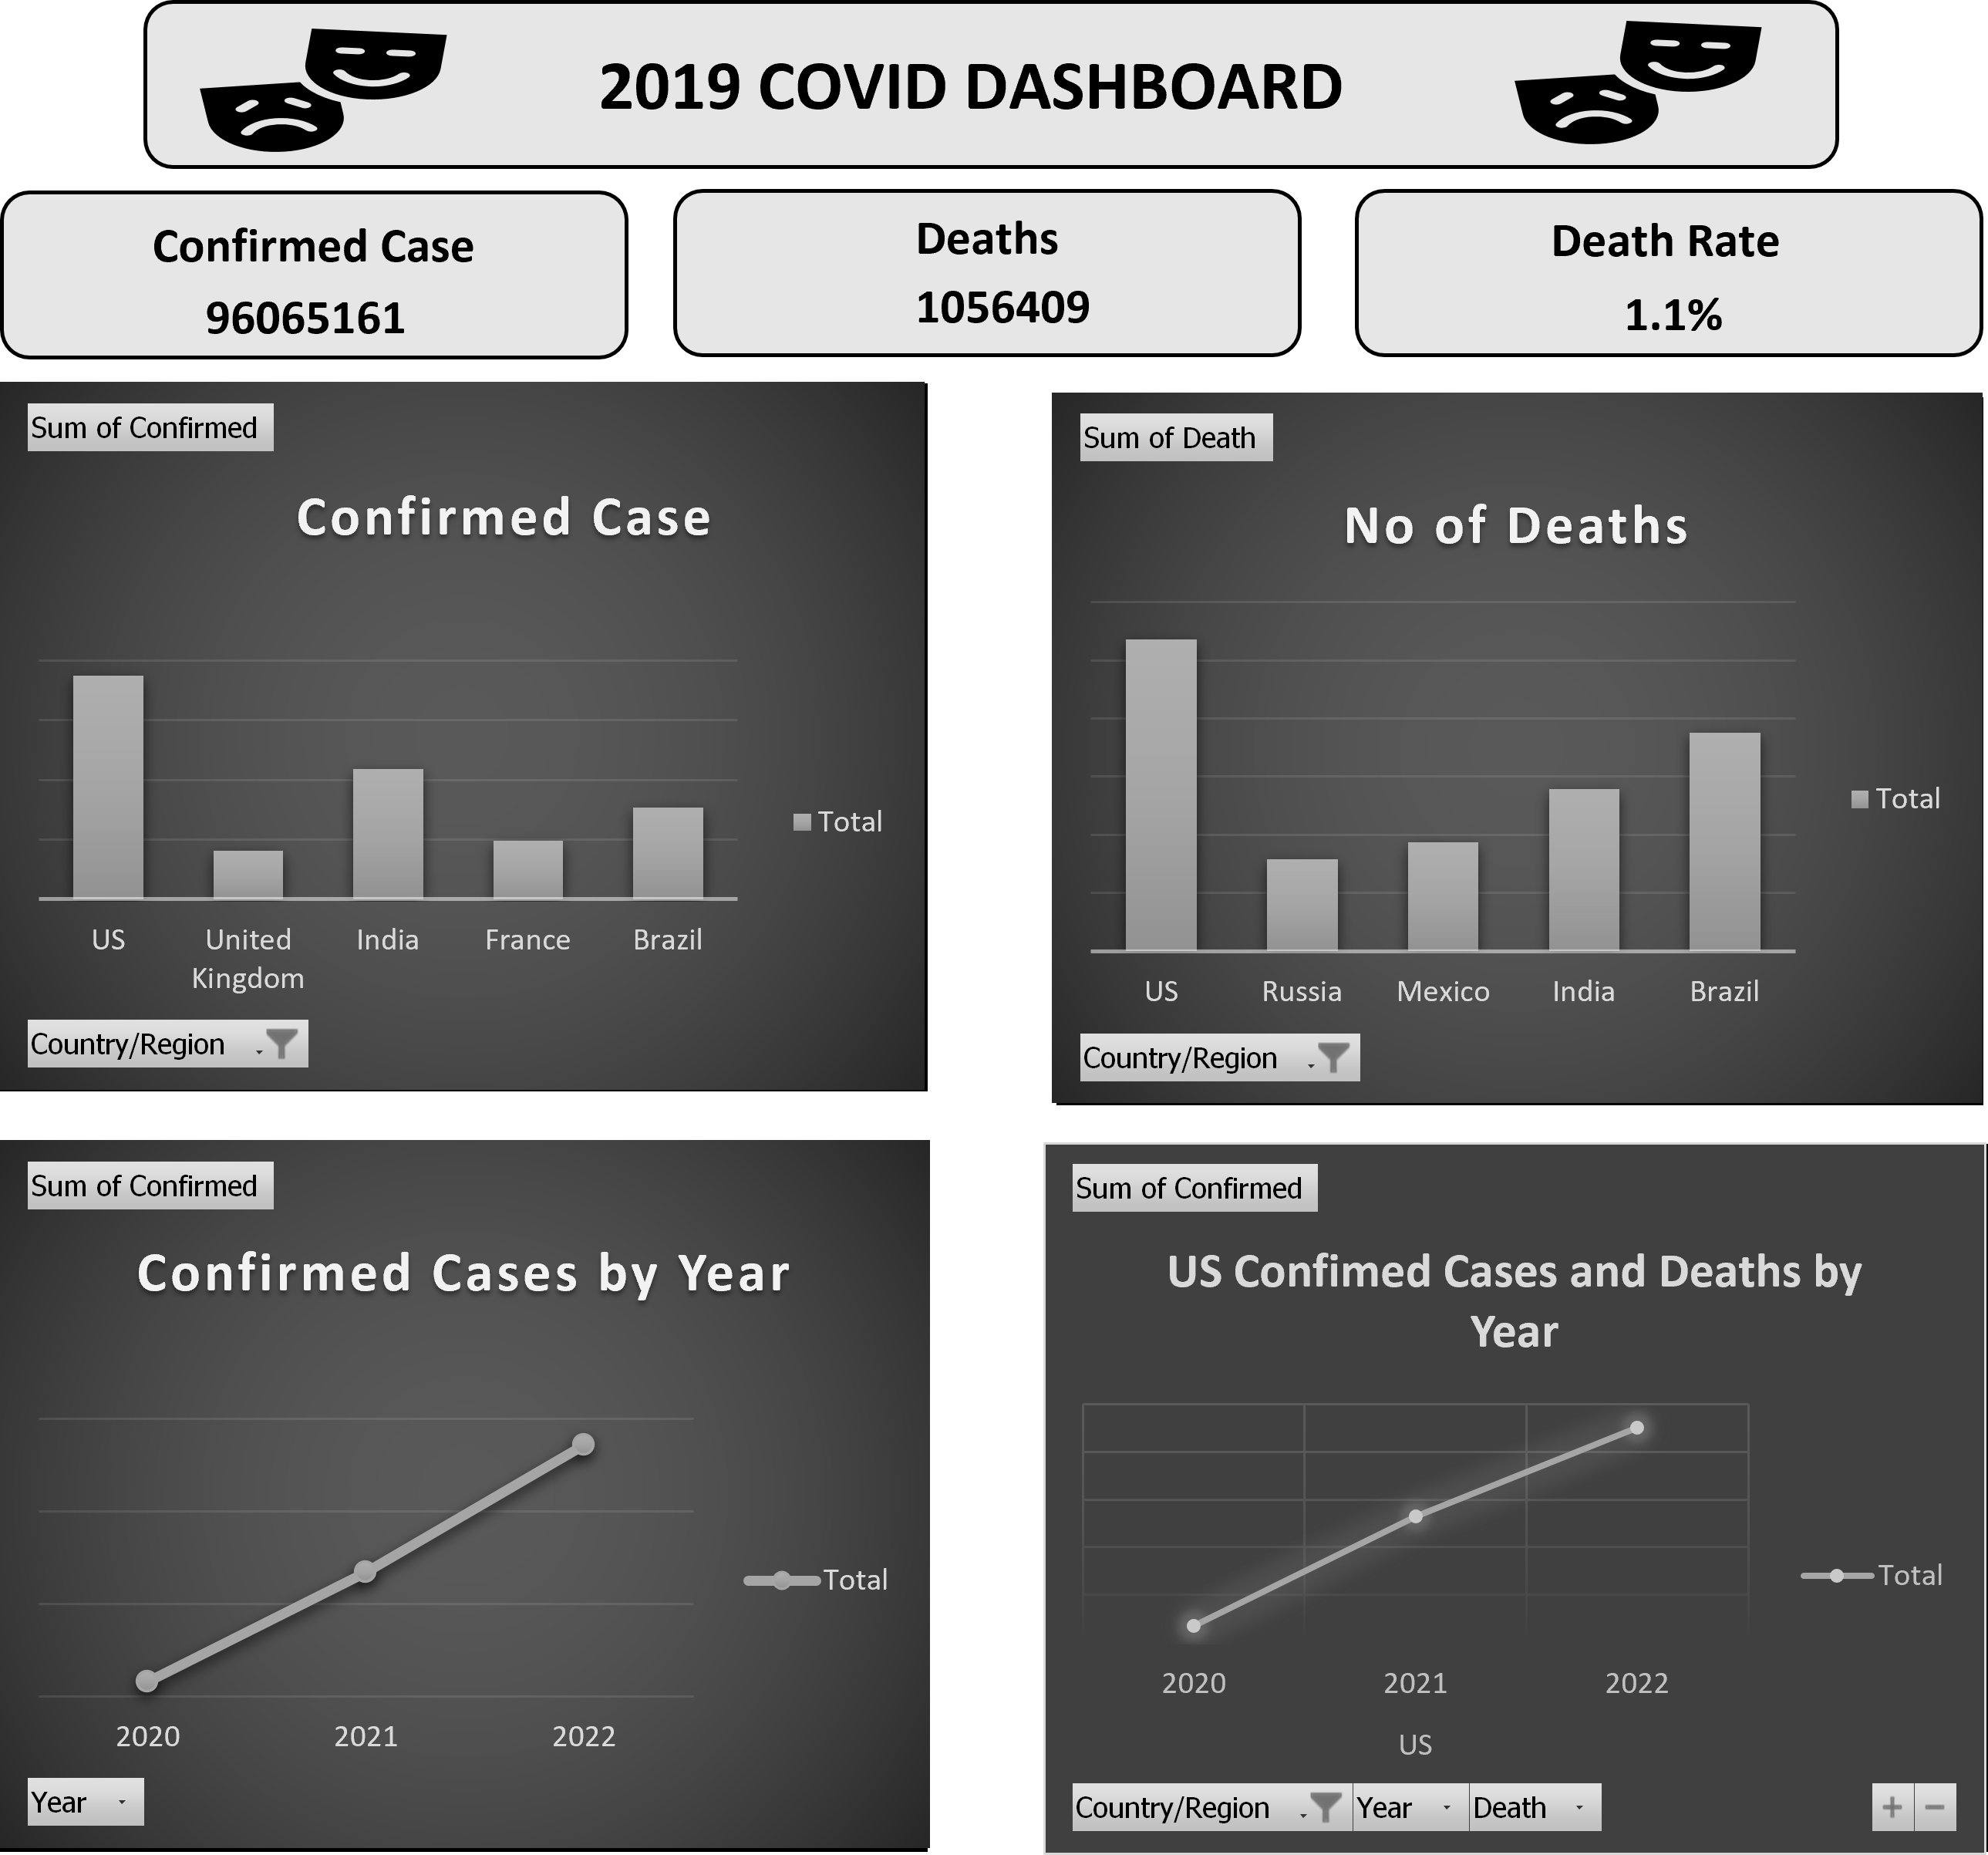 2019 COVID DASHBOARD
Confirmed Case
96065161
Deaths
1056409
Death Rate
1.1%
Sum of Confirmed
Confirmed Case
Total
US
United
Kingdom
India
France
Brazil
Country/Region
Sum of Death
No of Deaths
Total
US
Russia
Mexico
India
Brazil
Country/Region
Sum of Confirmed
Confirmed Cases by Year
Total
2020
2021
2022
Year
Sum of Confirmed
US Confimed Cases and Deaths by
Year
Total
2020
2021
2022
US
Country/Region
Year
Death